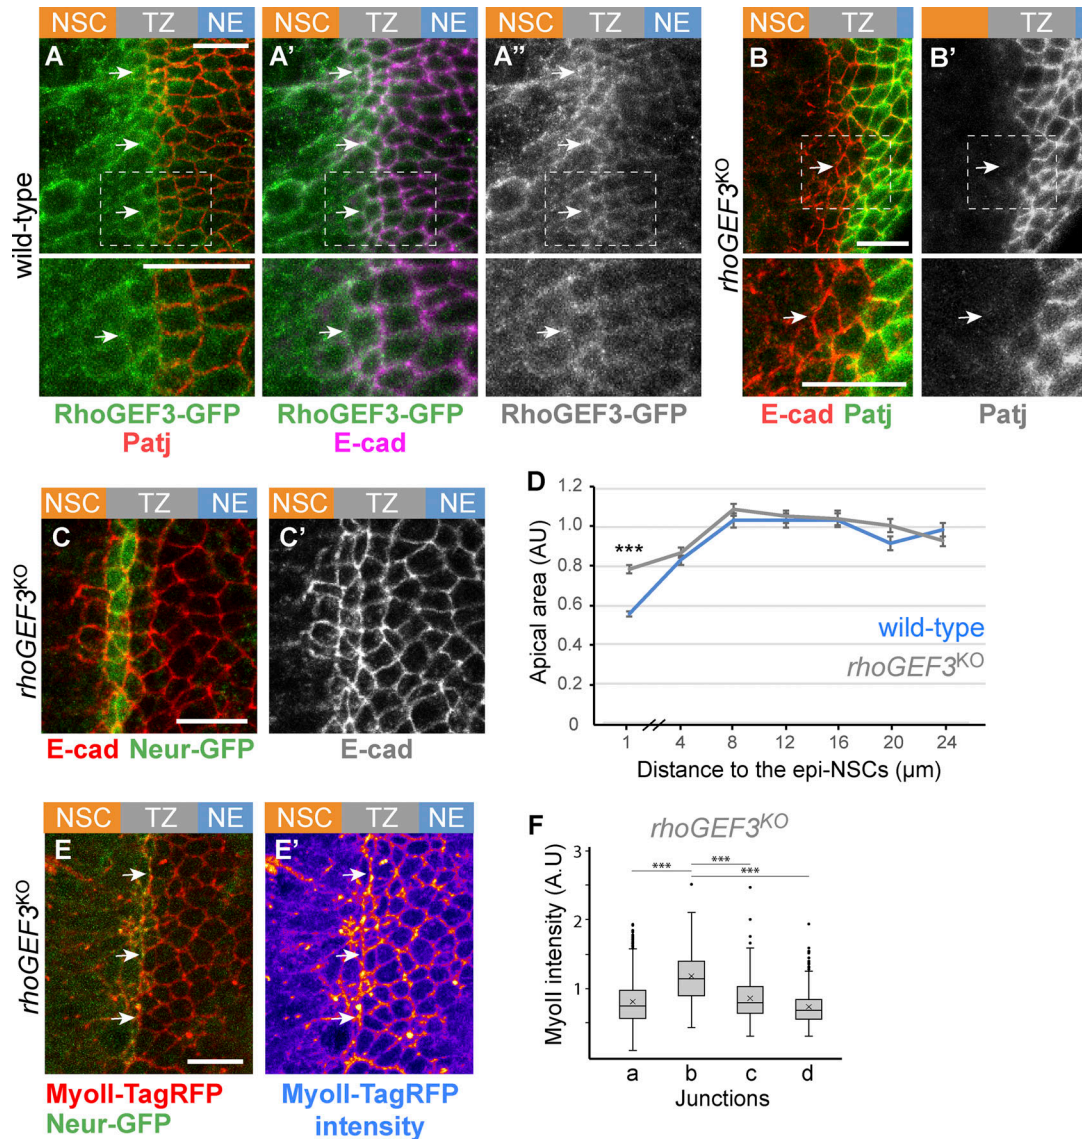 NSC TZ NE
NSC TZ NE
NSC TZ NE
NSC TZ
TZ
A
A'
A''
B
B'
wild-type
rhoGEF3KO
RhoGEF3-GFP
Patj
RhoGEF3-GFP
E-cad
RhoGEF3-GFP
E-cad Patj
Patj
NSC TZ NE
NSC TZ NE
C
C'
rhoGEF3KO
E-cad Neur-GFP
E-cad
D
1.2
1.0
0.8
0.6
0.4
0.2
0
Apical area (AU)
***
wild-type
rhoGEF3KO
1 4 8 12 16 20 24
Distance to the epi-NSCs (µm)
NSC TZ NE
NSC TZ NE
E
E'
rhoGEF3KO
MyoII-TagRFP
Neur-GFP
MyoII-TagRFP
intensity
F
rhoGEF3KO
*** ***
***
3
2
1
MyoII intensity (A.U)
a b c d
Junctions